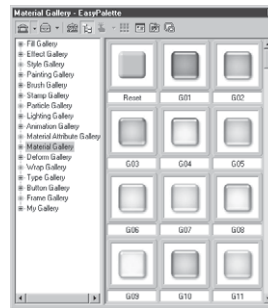 Material Gallery - EasyPalette
Fill Gallery
Effect Gallery
Style Gallery
Painting Gallery
Brush Gallery
Stamp Gallery
Particle Gallery
Lighting Gallery
Animation Gallery
Material Attribute Gallery
Material Gallery
Deform Gallery
Wrap Gallery
Type Gallery
Button Gallery
Frame Gallery
My Gallery
Reset G01 G02
G03 G04 G05
G06 G07 G08
G09 G10 G11